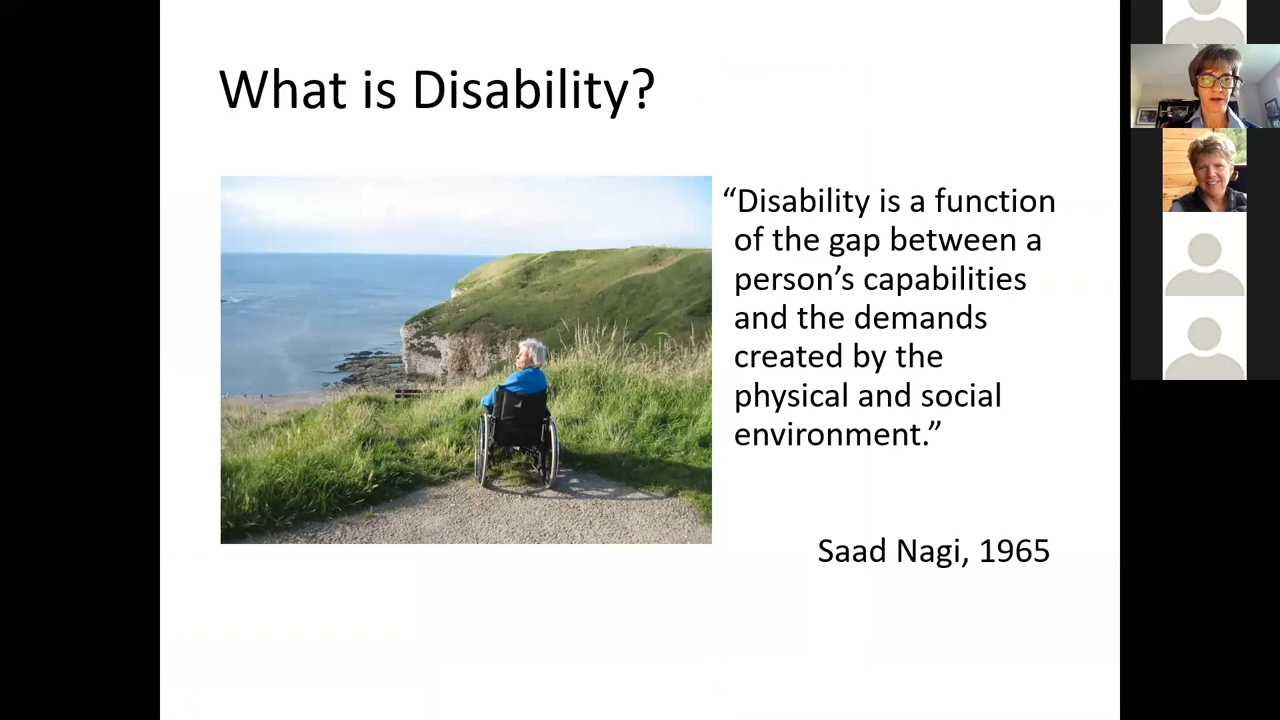 What is Disability?
“Disability is a function
of the gap between a
person’s capabilities
and the demands
created by the
physical and social
environment.”
Saad Nagi, 1965